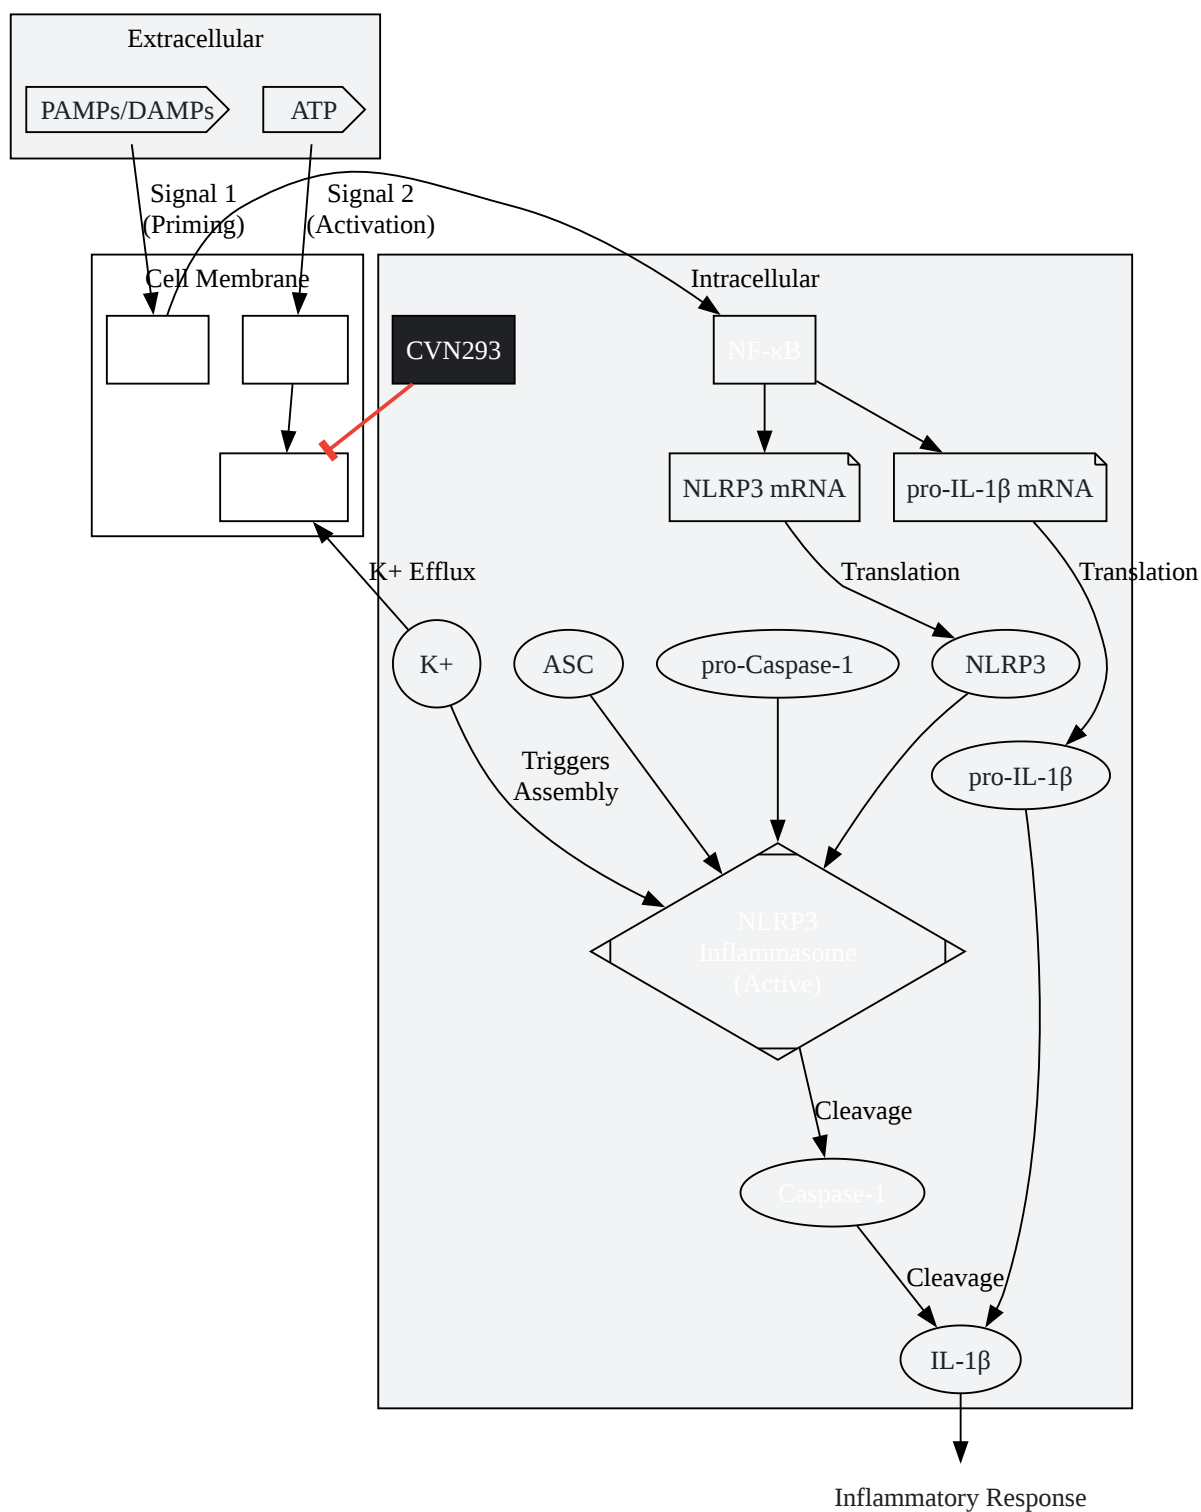 Extracellular
PAMPs/DAMPs
ATP
Signal 1
(Priming)
Signal 2
(Activation)
Cell Membrane
Intracellular
CVN293
NF-κB
NLRP3 mRNA
pro-IL-1β mRNA
K+ Efflux
Translation
Translation
K+
ASC
pro-Caspase-1
NLRP3
Triggers
Assembly
pro-IL-1β
NLRP3
Inflammasome
(Active)
Cleavage
Caspase-1
Cleavage
IL-1β
Inflammatory Response